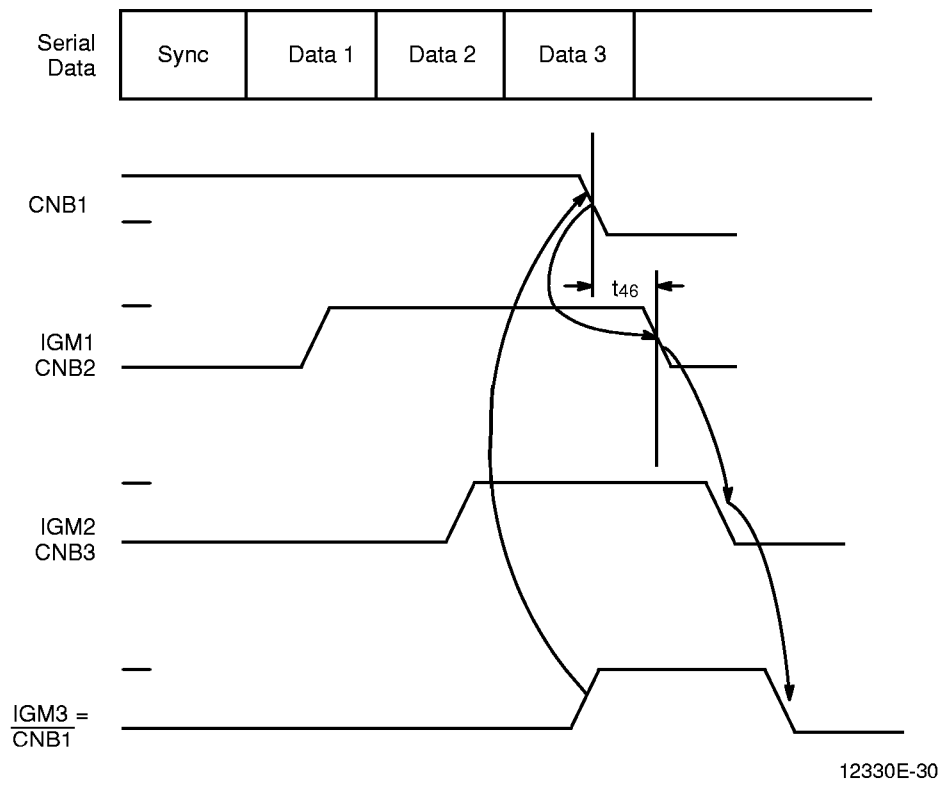 Serial
Data
Sync
Data 1
Data 2
Data 3
CNB1
t46
IGM1
CNB2
IGM2
CNB3
IGM3 =
CNB1
12330E-30